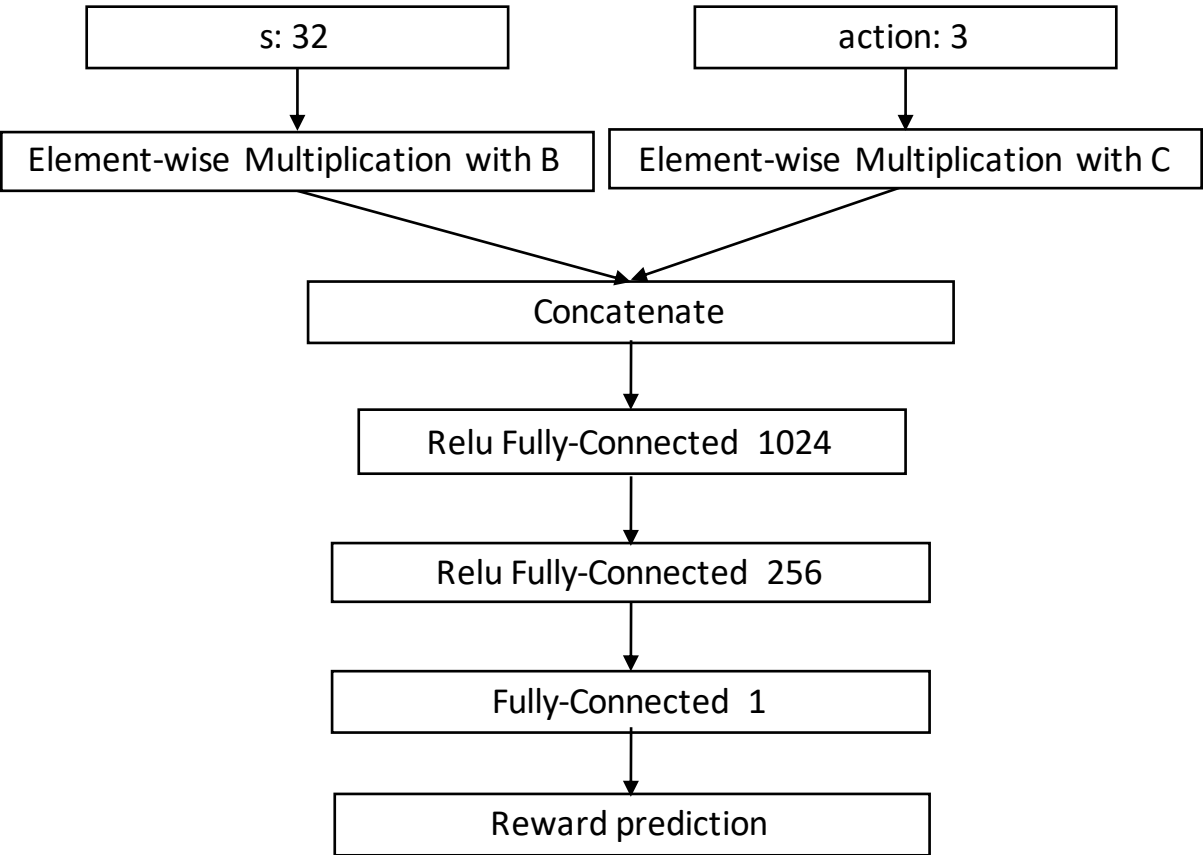 s: 32
action: 3
Element-wise Multiplication with B
Element-wise Multiplication with C
Concatenate
Relu Fully-Connected 1024
Relu Fully-Connected 256
Fully-Connected 1
Reward prediction